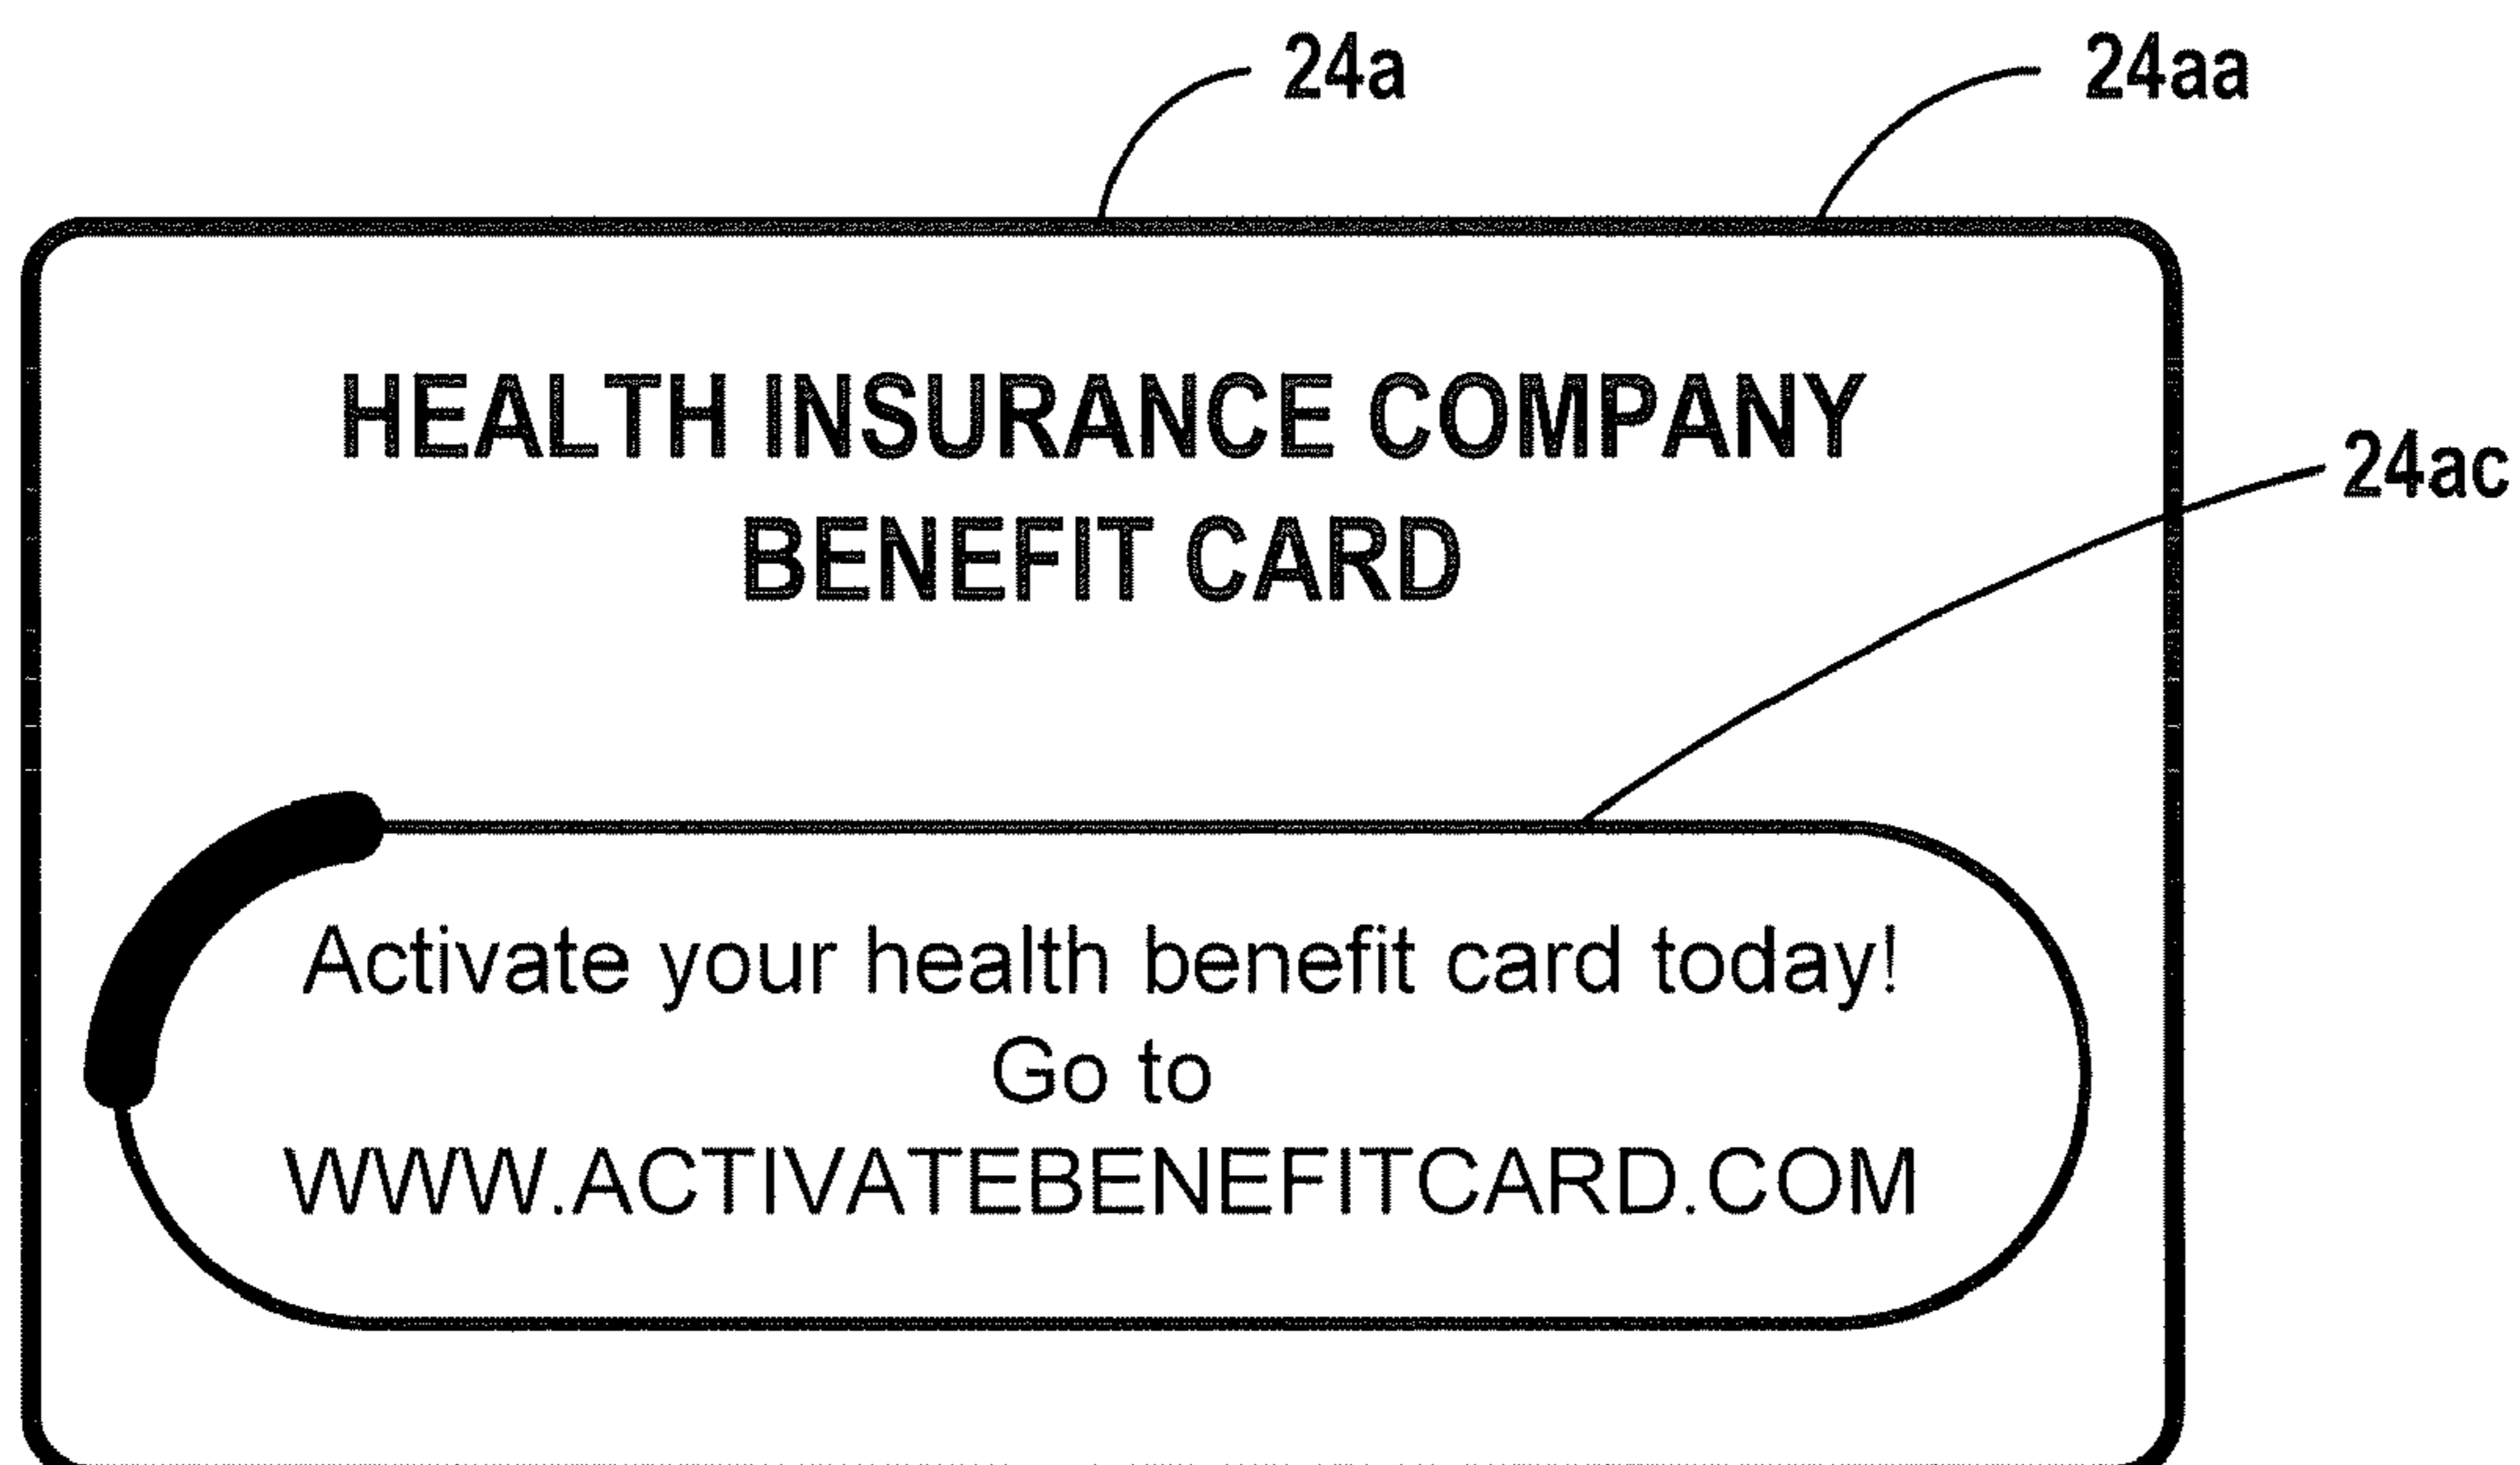 24a 24aa
HEALTH INSURANCE COMPANY
24ac
BENEFIT CARD
Activate your health benefit card today!
Go to
WWW.ACTIVATEBENEFITCARD.COM